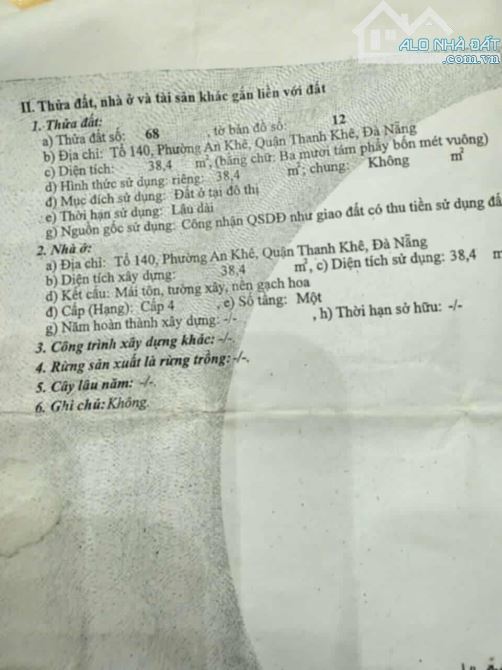 ALO NHÀ ĐẤT
.com.vn
II. Thửa đất, nhà ở và tài sản khác gắn liền với đất
1. Thửa đất:
a) Thửa đất số: 68 , tờ bản đồ số: 12
b) Địa chỉ: Tổ 140, Phường An Khê, Quận Thanh Khê, Đà Nẵng
c) Diện tích: 38,4 m², (bằng chữ: Ba mươi tám phẩy bốn mét vuông)
d) Hình thức sử dụng: riêng: 38,4 m²; chung: Không m²
đ) Mục đích sử dụng: Đất ở tại đô thị
e) Thời hạn sử dụng: Lâu dài
g) Nguồn gốc sử dụng: Công nhận QSDĐ như giao đất có thu tiền sử dụng đấ
2. Nhà ở:
a) Địa chỉ: Tổ 140, Phường An Khê, Quận Thanh Khê, Đà Nẵng
b) Diện tích xây dựng: 38,4 m², c) Diện tích sử dụng: 38,4 m
d) Kết cấu: Mái tôn, tường xây, nền gạch hoa
đ) Cấp (Hạng): Cấp 4 , e) Số tầng: Một
g) Năm hoàn thành xây dựng: -/- , h) Thời hạn sở hữu: -/-
3. Công trình xây dựng khác: -/-.
4. Rừng sản xuất là rừng trồng: -/-.
5. Cây lâu năm: -/-.
6. Ghi chú: Không.